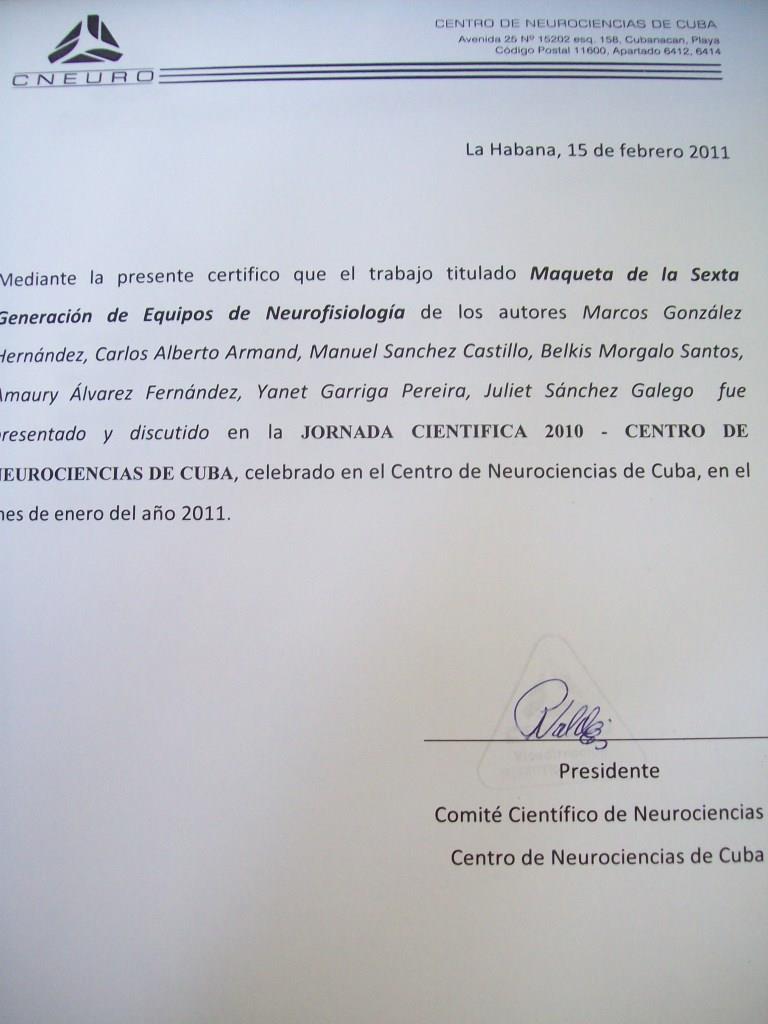 CENTRO DE NEUROCIENCIAS DE CUBA
Avenida 25 Nº 15202 esq. 158, Cubanacan, Playa
Código Postal 11600, Apartado 6412, 6414
CNEURO
La Habana, 15 de febrero 2011
Mediante la presente certifico que el trabajo titulado Maqueta de la Sexta
Generación de Equipos de Neurofisiología de los autores Marcos González
Hernández, Carlos Alberto Armand, Manuel Sanchez Castillo, Belkis Morgalo Santos,
Amaury Álvarez Fernández, Yanet Garriga Pereira, Juliet Sánchez Galego fue
presentado y discutido en la JORNADA CIENTIFICA 2010 - CENTRO DE
NEUROCIENCIAS DE CUBA, celebrado en el Centro de Neurociencias de Cuba, en el
mes de enero del año 2011.
Presidente
Comité Científico de Neurociencias
Centro de Neurociencias de Cuba